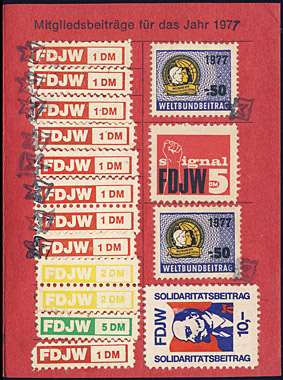 Mitgliedsbeiträge für das Jahr 1977
FDJW 1 DM
FDJW 1 DM
FDJW 1 DM
FDJW 1 DM
FDJW 1 DM
FDJW 1 DM
FDJW 1 DM
FDJW 1 DM
FDJW 2 DM
FDJW 2 DM
FDJW 5 DM
FDJW 1 DM
1977
-50
WELTBUNDBEITRAG
signal
FDJW 5 DM
1977
-50
WELTBUNDBEITRAG
SOLIDARITÄTSBEITRAG
FDJW
10,-
SOLIDARITÄTSBEITRAG